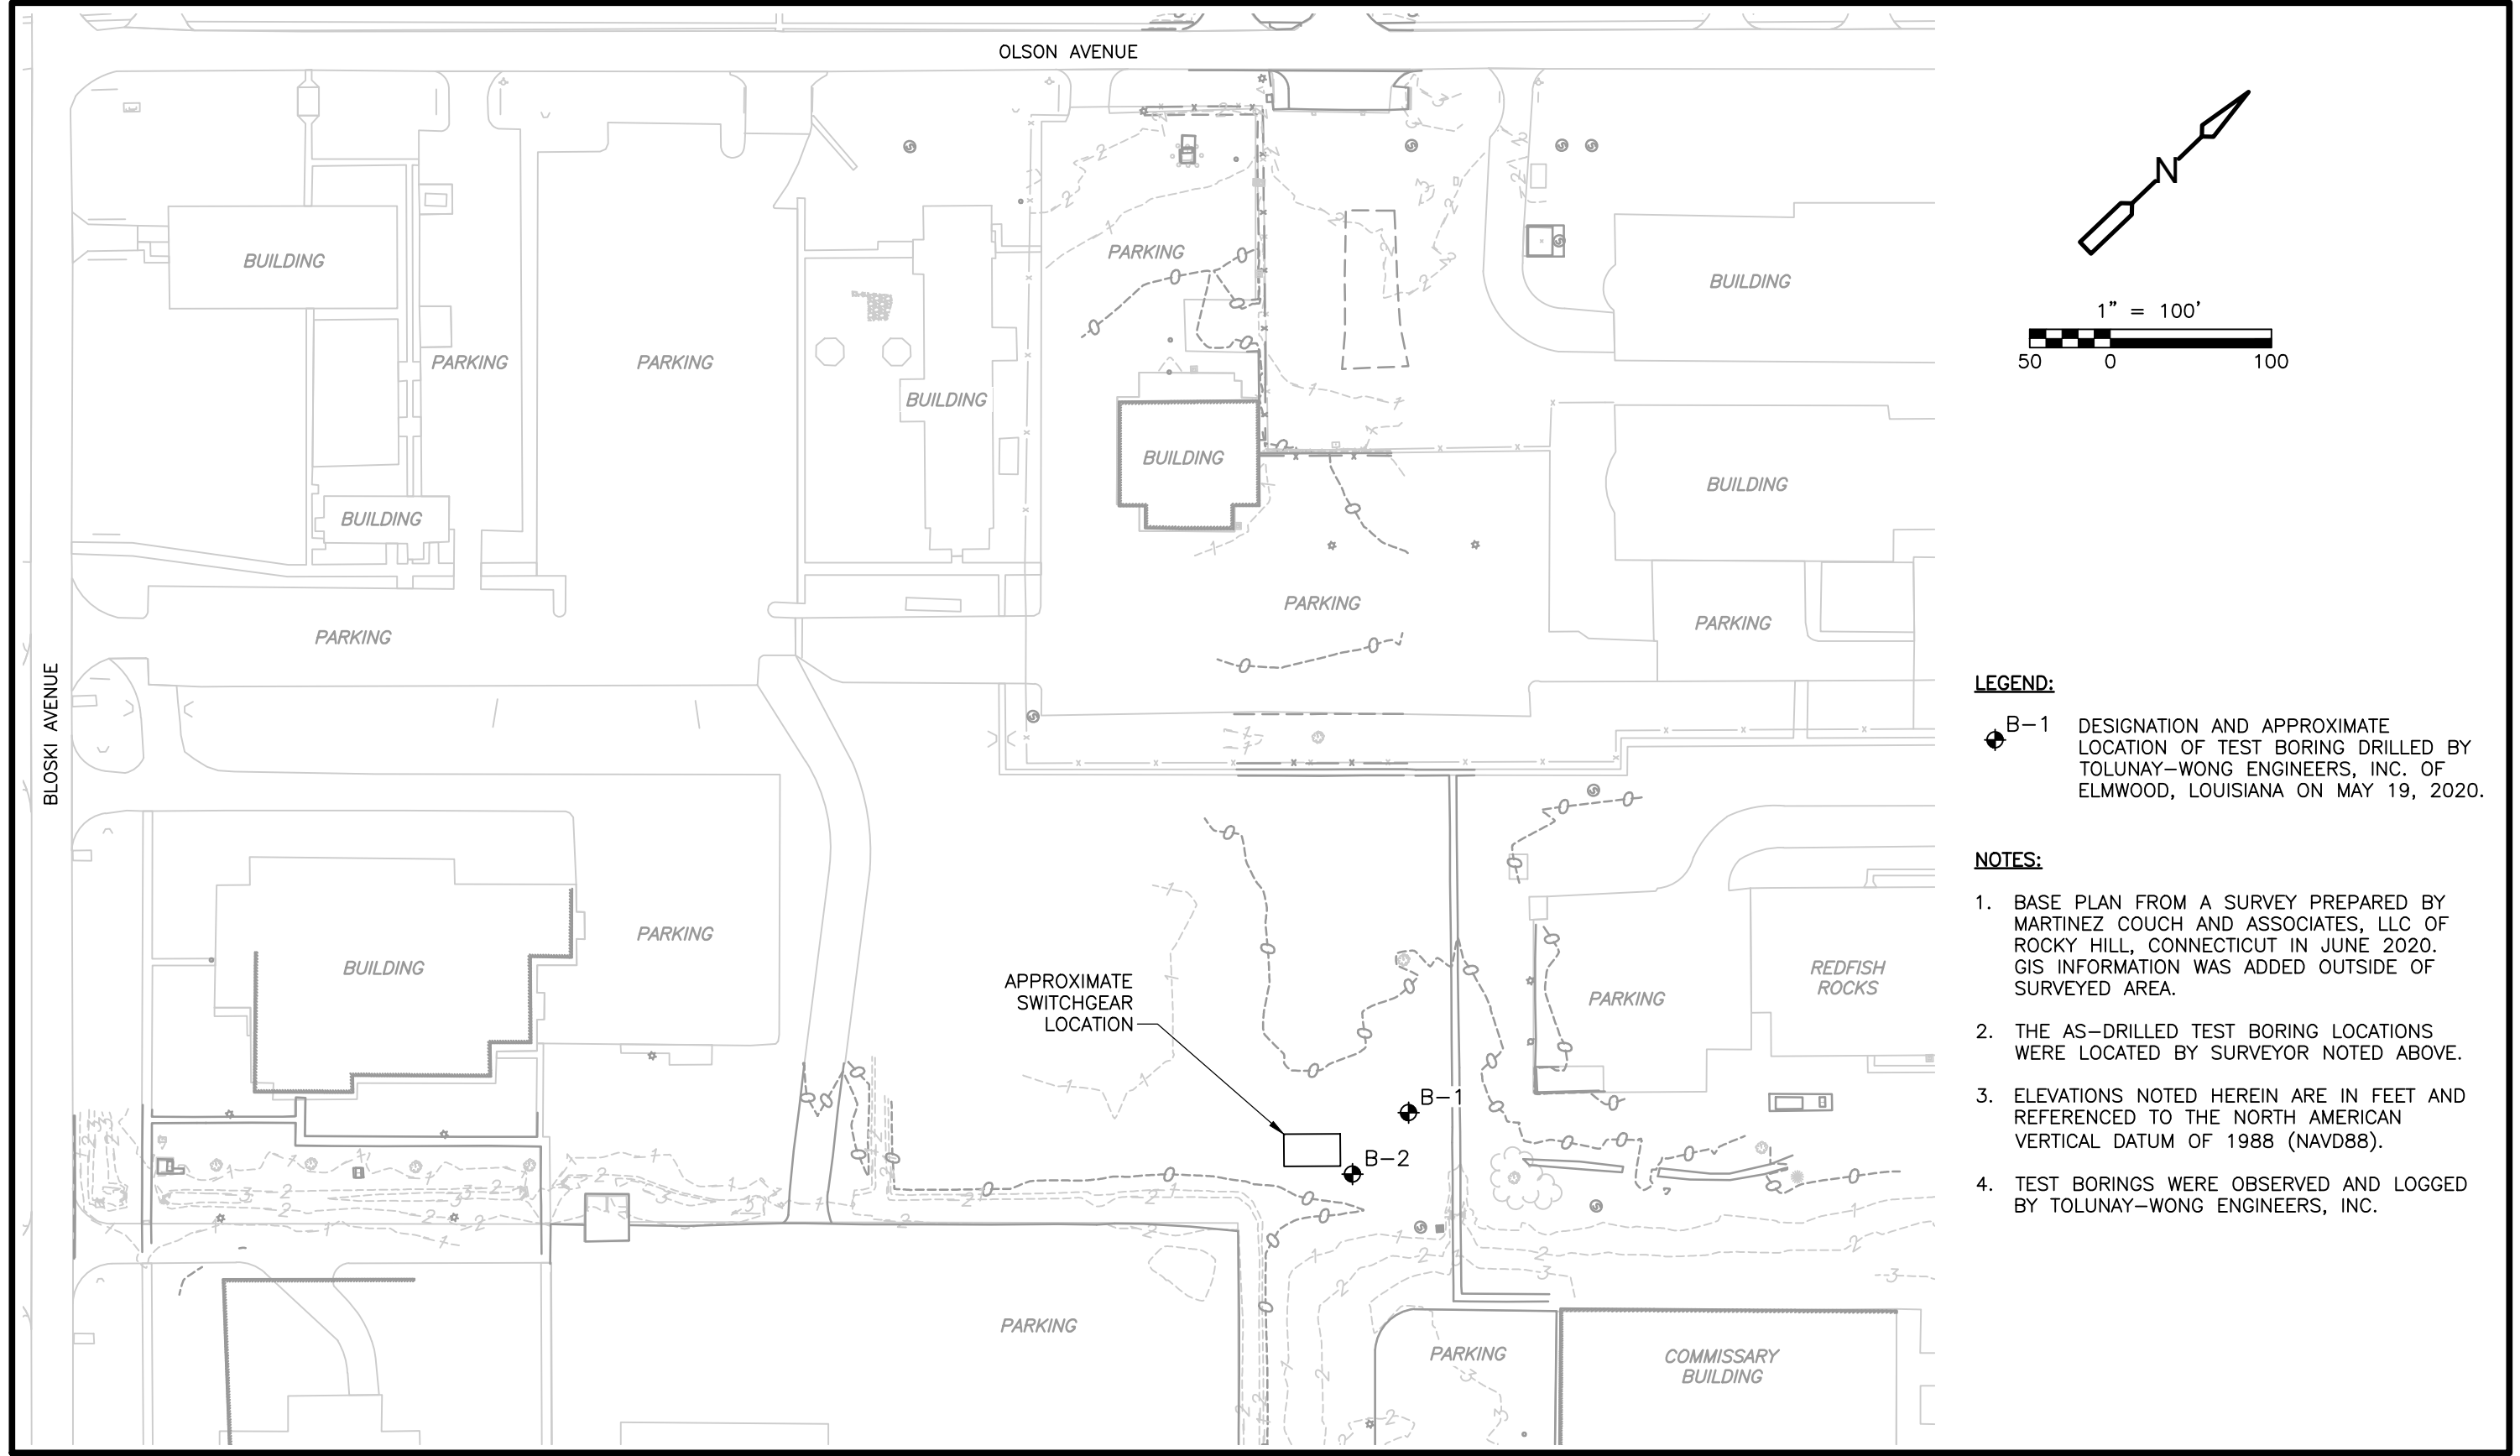 OLSON AVENUE
N
1" = 100'
50 0 100
BUILDING
PARKING
PARKING
BUILDING
PARKING
BUILDING
BUILDING
BUILDING
BUILDING
BUILDING
PARKING
PARKING
PARKING
BLOSKI AVENUE
PARKING
BUILDING
APPROXIMATE
SWITCHGEAR
LOCATION
B-1
B-2
PARKING
REDFISH
ROCKS
PARKING
PARKING
COMMISSARY
BUILDING
LEGEND:
B-1 DESIGNATION AND APPROXIMATE
LOCATION OF TEST BORING DRILLED BY
TOLUNAY-WONG ENGINEERS, INC. OF
ELMWOOD, LOUISIANA ON MAY 19, 2020.
NOTES:
1. BASE PLAN FROM A SURVEY PREPARED BY
MARTINEZ COUCH AND ASSOCIATES, LLC OF
ROCKY HILL, CONNECTICUT IN JUNE 2020.
GIS INFORMATION WAS ADDED OUTSIDE OF
SURVEYED AREA.
2. THE AS-DRILLED TEST BORING LOCATIONS
WERE LOCATED BY SURVEYOR NOTED ABOVE.
3. ELEVATIONS NOTED HEREIN ARE IN FEET AND
REFERENCED TO THE NORTH AMERICAN
VERTICAL DATUM OF 1988 (NAVD88).
4. TEST BORINGS WERE OBSERVED AND LOGGED
BY TOLUNAY-WONG ENGINEERS, INC.